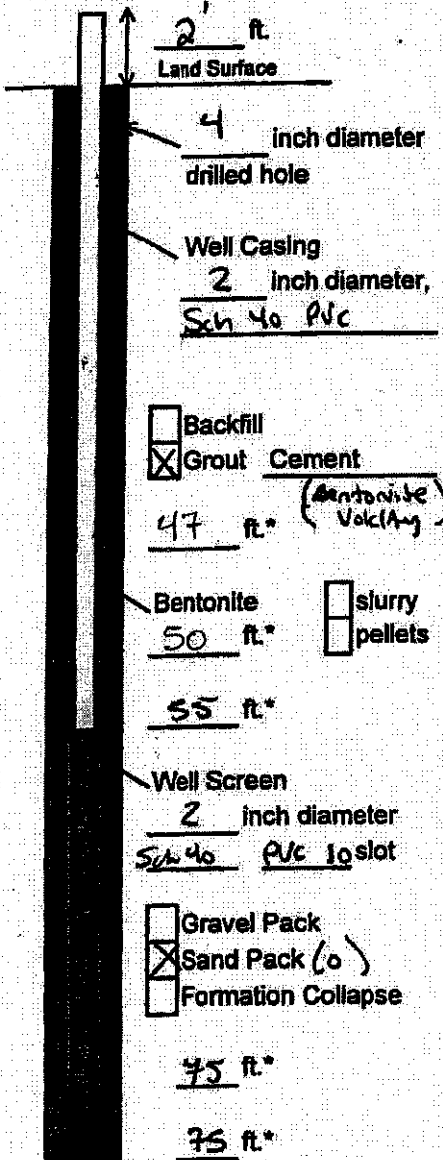 2' ft.
Land Surface
4 inch diameter
drilled hole
Well Casing
2 inch diameter,
Sch 40 PVC
Backfill
Grout Cement
(Bentonite
47 ft.* Volclay)
Bentonite
50 ft.*
slurry
pellets
55 ft.*
Well Screen
2 inch diameter
Sch 40 PVC 10 slot
Gravel Pack
Sand Pack (0)
Formation Collapse
75 ft.*
75 ft.*